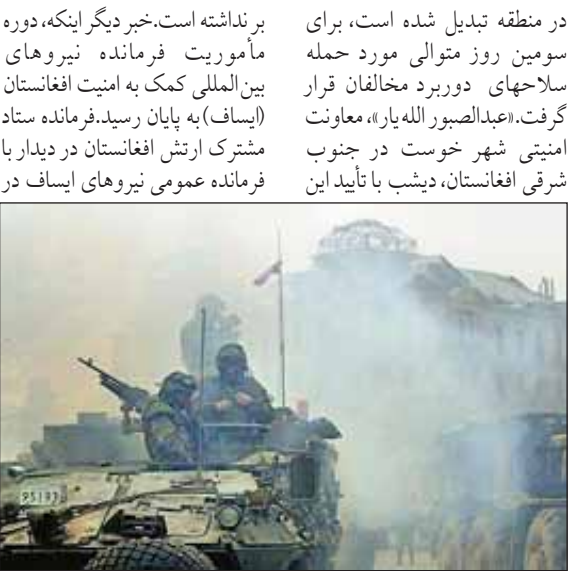 در منطقه تبدیل شده است، برای
سومین روز متوالی مورد حمله
سلاحهای دوربرد مخالفان قرار
گرفت.«عبدالصبور الله‌یار»، معاونت
امنیتی شهر خوست در جنوب
شرقی افغانستان، دیشب با تأیید این
بر نداشته است.خبر دیگر اینکه، دوره
مأموریت فرمانده نیروهای
بین‌المللی کمک به امنیت افغانستان
(ایساف) به پایان رسید.فرمانده ستاد
مشترک ارتش افغانستان در دیدار با
فرمانده عمومی نیروهای ایساف در